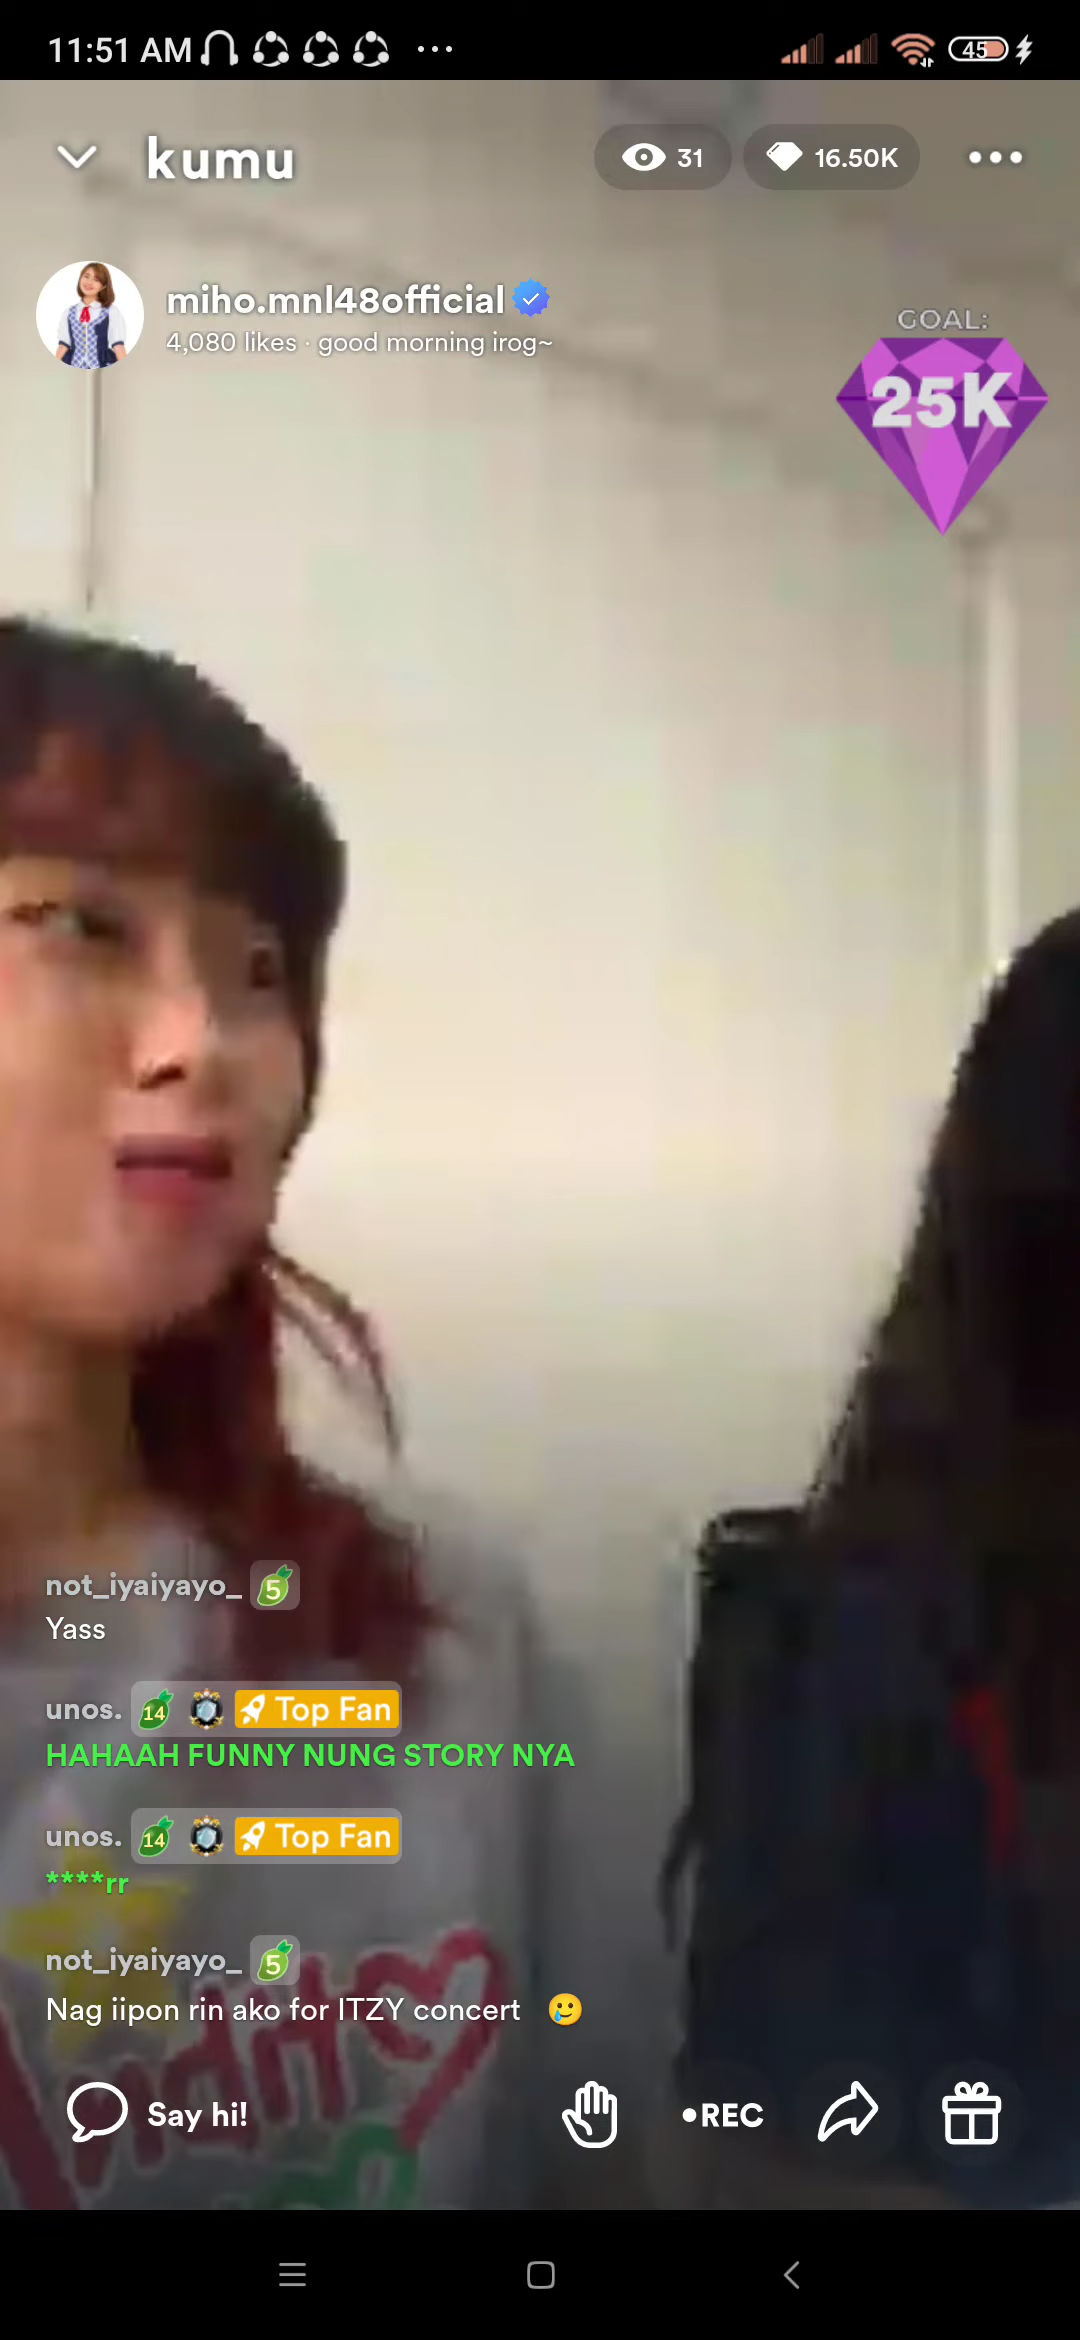 11:51 AM
45
kumu
31
16.50K
miho.mnl48official
4,080 likes · good morning irog~
GOAL:
25K
not_iyaiyayo_ 5
Yass
unos. 14 Top Fan
HAHAAH FUNNY NUNG STORY NYA
unos. 14 Top Fan
****rr
not_iyaiyayo_ 5
Nag iipon rin ako for ITZY concert 🥲
Say hi!
•REC